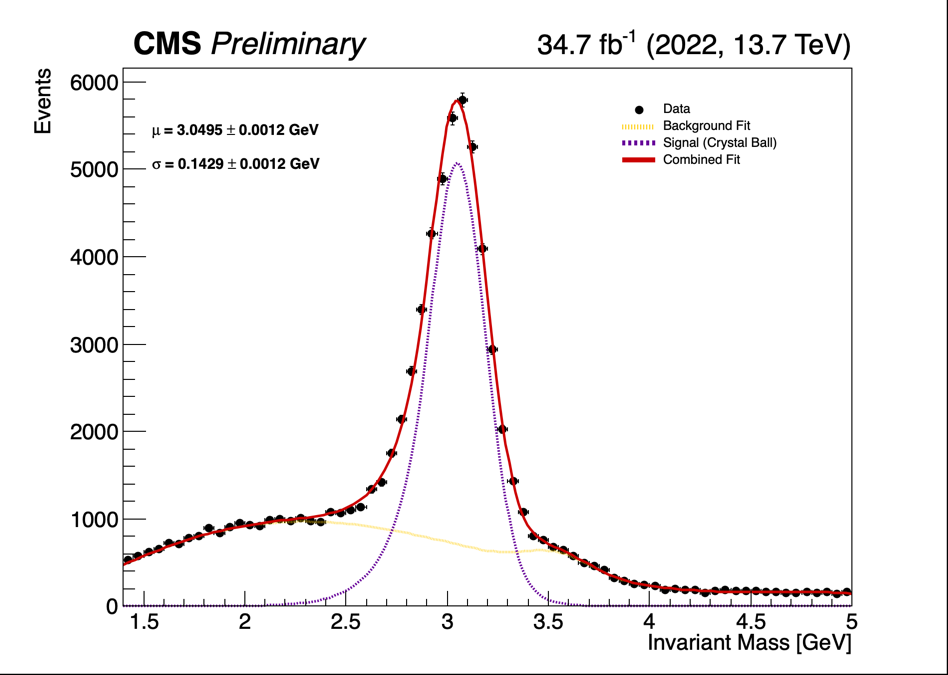 CMS Preliminary 34.7 fb⁻¹ (2022, 13.7 TeV)
Events
6000
5000
4000
3000
2000
1000
0
μ = 3.0495 ± 0.0012 GeV
σ = 0.1429 ± 0.0012 GeV
Data
Background Fit
Signal (Crystal Ball)
Combined Fit
1.5 2 2.5 3 3.5 4 4.5 5
Invariant Mass [GeV]